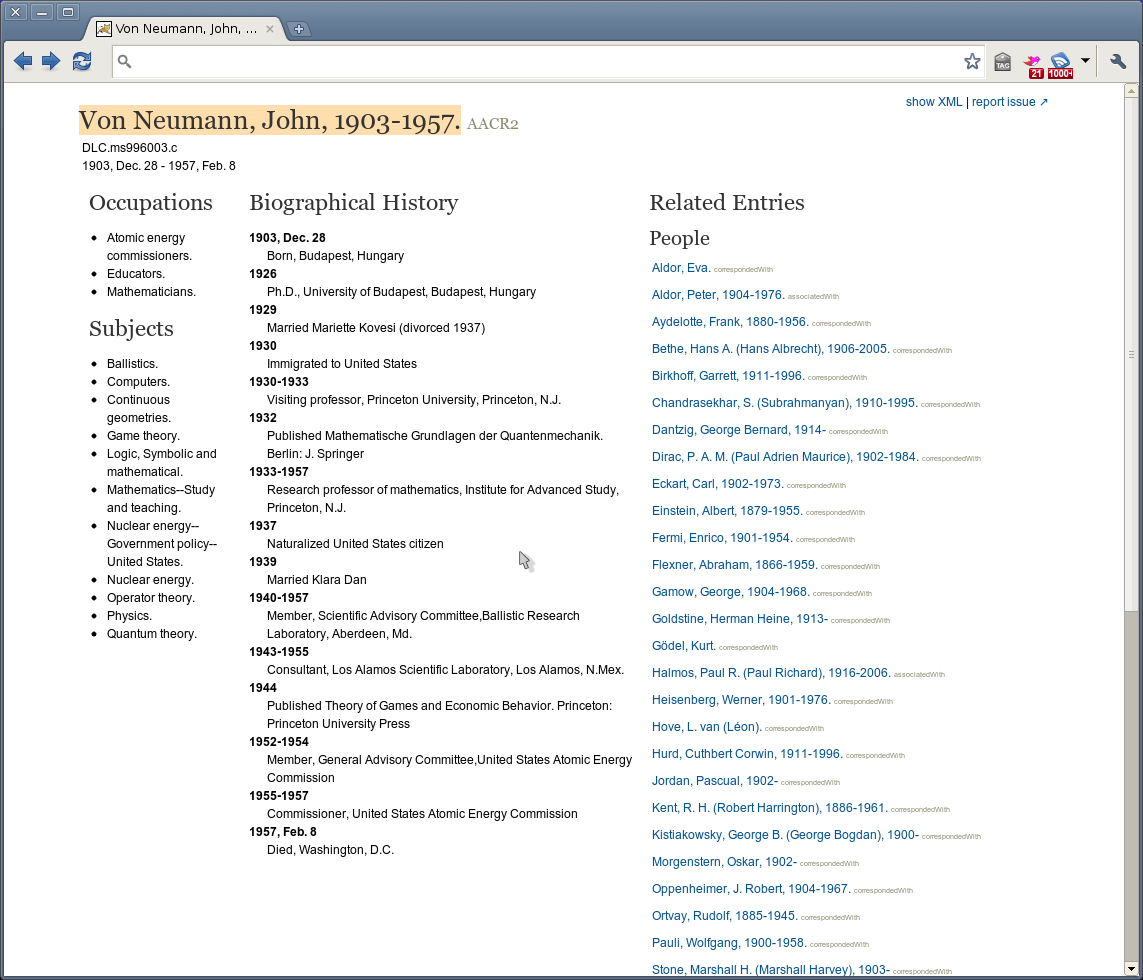 Von Neumann, John, ...
TAG
21
1000+
show XML | report issue ↗
Von Neumann, John, 1903-1957. AACR2
DLC.ms996003.c
1903, Dec. 28 - 1957, Feb. 8
Occupations
Atomic energy
commissioners.
Educators.
Mathematicians.
Subjects
Ballistics.
Computers.
Continuous
geometries.
Game theory.
Logic, Symbolic and
mathematical.
Mathematics--Study
and teaching.
Nuclear energy--
Government policy--
United States.
Nuclear energy.
Operator theory.
Physics.
Quantum theory.
Biographical History
1903, Dec. 28
Born, Budapest, Hungary
1926
Ph.D., University of Budapest, Budapest, Hungary
1929
Married Mariette Kovesi (divorced 1937)
1930
Immigrated to United States
1930-1933
Visiting professor, Princeton University, Princeton, N.J.
1932
Published Mathematische Grundlagen der Quantenmechanik.
Berlin: J. Springer
1933-1957
Research professor of mathematics, Institute for Advanced Study,
Princeton, N.J.
1937
Naturalized United States citizen
1939
Married Klara Dan
1940-1957
Member, Scientific Advisory Committee,Ballistic Research
Laboratory, Aberdeen, Md.
1943-1955
Consultant, Los Alamos Scientific Laboratory, Los Alamos, N.Mex.
1944
Published Theory of Games and Economic Behavior. Princeton:
Princeton University Press
1952-1954
Member, General Advisory Committee,United States Atomic Energy
Commission
1955-1957
Commissioner, United States Atomic Energy Commission
1957, Feb. 8
Died, Washington, D.C.
Related Entries
People
Aldor, Eva. correspondedWith
Aldor, Peter, 1904-1976. associatedWith
Aydelotte, Frank, 1880-1956. correspondedWith
Bethe, Hans A. (Hans Albrecht), 1906-2005. correspondedWith
Birkhoff, Garrett, 1911-1996. correspondedWith
Chandrasekhar, S. (Subrahmanyan), 1910-1995. correspondedWith
Dantzig, George Bernard, 1914- correspondedWith
Dirac, P. A. M. (Paul Adrien Maurice), 1902-1984. correspondedWith
Eckart, Carl, 1902-1973. correspondedWith
Einstein, Albert, 1879-1955. correspondedWith
Fermi, Enrico, 1901-1954. correspondedWith
Flexner, Abraham, 1866-1959. correspondedWith
Gamow, George, 1904-1968. correspondedWith
Goldstine, Herman Heine, 1913- correspondedWith
Gödel, Kurt. correspondedWith
Halmos, Paul R. (Paul Richard), 1916-2006. associatedWith
Heisenberg, Werner, 1901-1976. correspondedWith
Hove, L. van (Léon). correspondedWith
Hurd, Cuthbert Corwin, 1911-1996. correspondedWith
Jordan, Pascual, 1902- correspondedWith
Kent, R. H. (Robert Harrington), 1886-1961. correspondedWith
Kistiakowsky, George B. (George Bogdan), 1900- correspondedWith
Morgenstern, Oskar, 1902- correspondedWith
Oppenheimer, J. Robert, 1904-1967. correspondedWith
Ortvay, Rudolf, 1885-1945. correspondedWith
Pauli, Wolfgang, 1900-1958. correspondedWith
Stone, Marshall H. (Marshall Harvey), 1903- correspondedWith